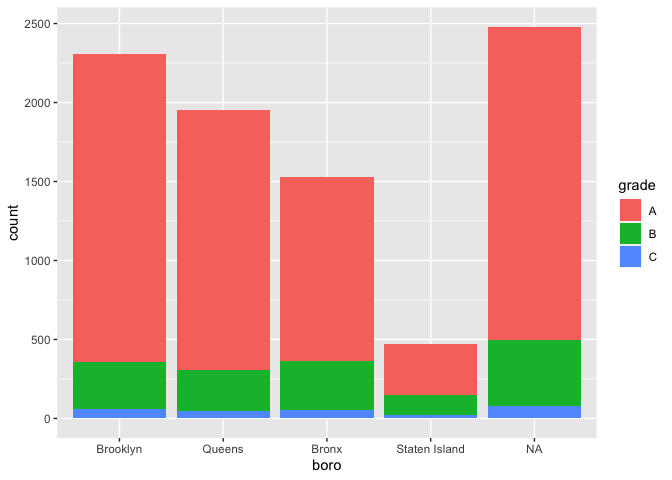 2500
2000
1500
1000
500
0
count
Brooklyn Queens Bronx Staten Island NA
boro
grade
A
B
C